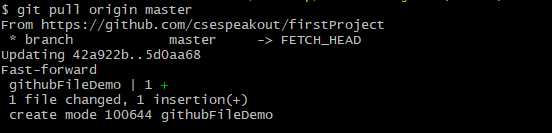 $ git pull origin master
From https://github.com/csespeakout/firstProject
 * branch            master     -> FETCH_HEAD
Updating 42a922b..5d0aa68
Fast-forward
 githubFileDemo | 1 +
 1 file changed, 1 insertion(+)
 create mode 100644 githubFileDemo